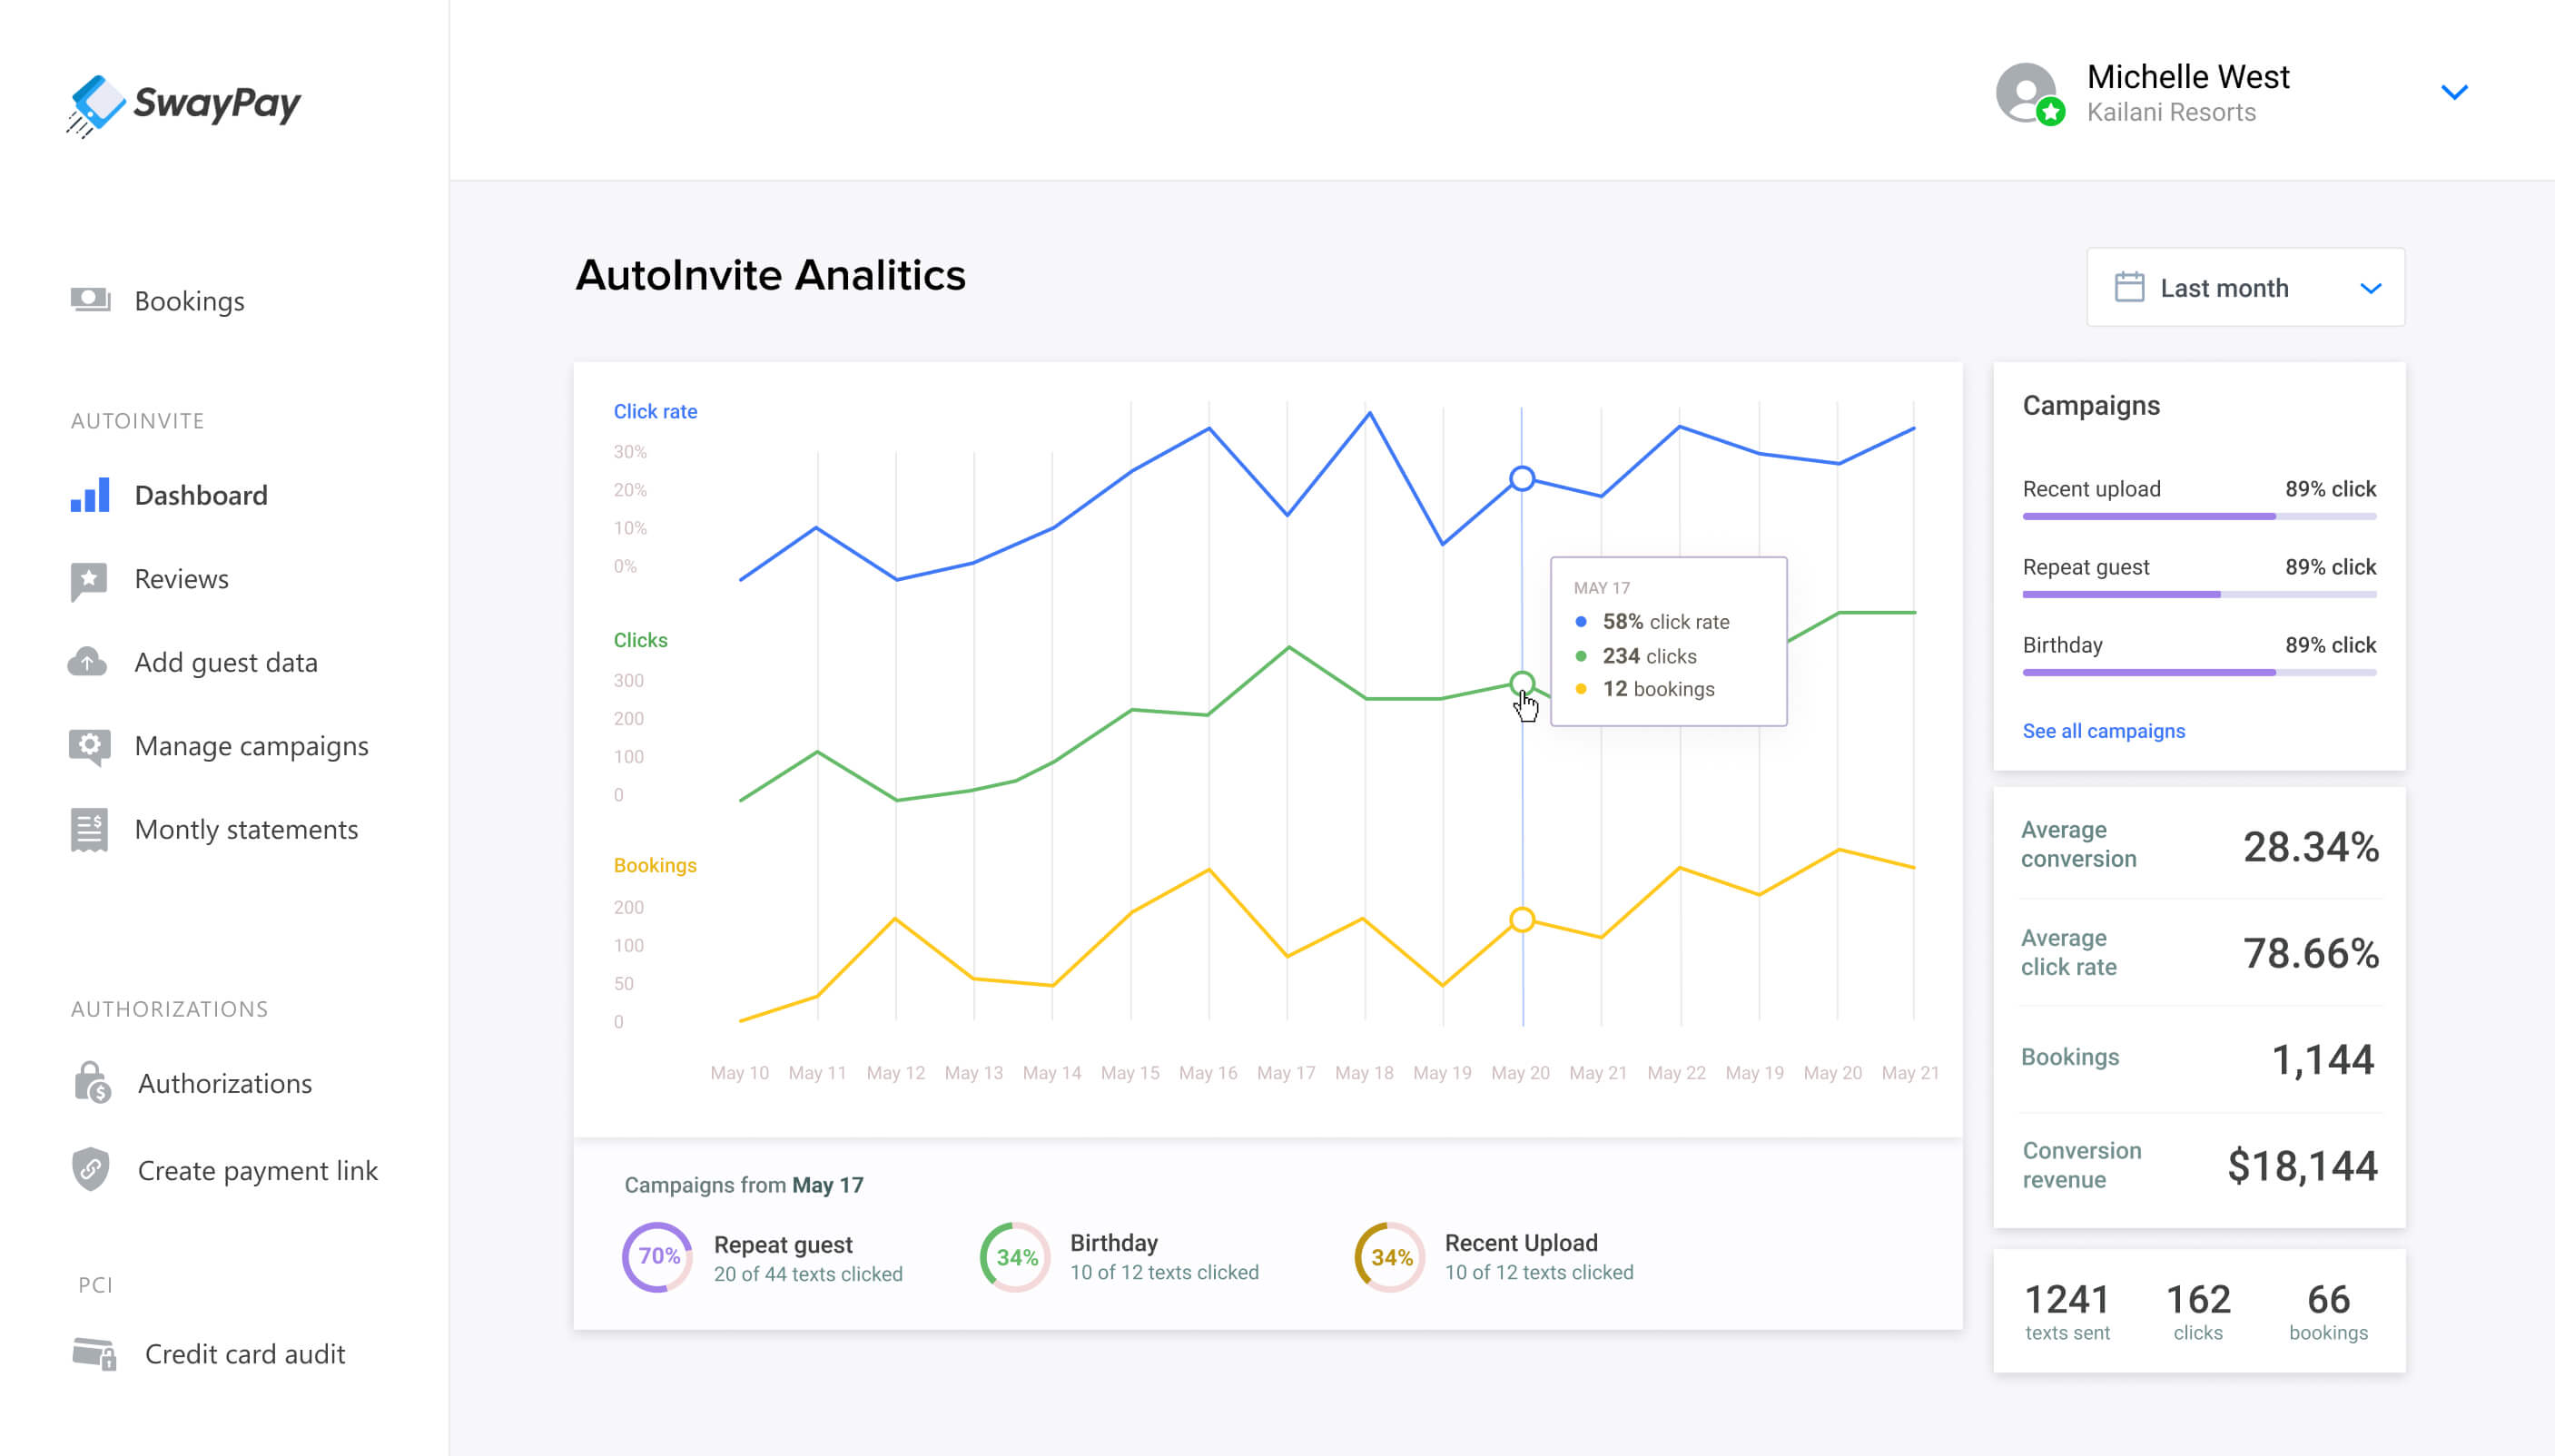 SwayPay
Michelle West
Kailani Resorts
Bookings
AUTOINVITE
Dashboard
Reviews
Add guest data
Manage campaigns
Montly statements
AUTHORIZATIONS
Authorizations
Create payment link
PCI
Credit card audit
AutoInvite Analitics
Last month
Click rate
30%
20%
10%
0%
Clicks
300
200
100
0
Bookings
200
100
50
0
MAY 17
58% click rate
234 clicks
12 bookings
May 10 May 11 May 12 May 13 May 14 May 15 May 16 May 17 May 18 May 19 May 20 May 21 May 22 May 19 May 20 May 21
Campaigns from May 17
70%
Repeat guest
20 of 44 texts clicked
34%
Birthday
10 of 12 texts clicked
34%
Recent Upload
10 of 12 texts clicked
Campaigns
Recent upload 89% click
Repeat guest 89% click
Birthday 89% click
See all campaigns
Average
conversion
28.34%
Average
click rate
78.66%
Bookings 1,144
Conversion
revenue
$18,144
1241 162 66
texts sent clicks bookings